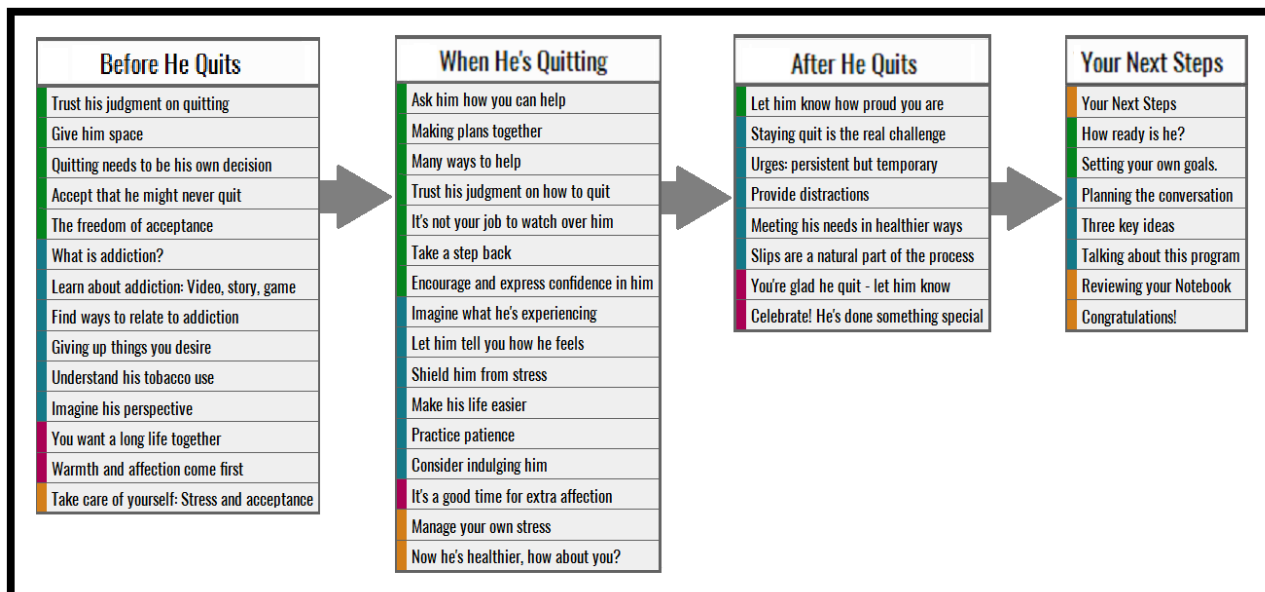 Before He Quits
Trust his judgment on quitting
Give him space
Quitting needs to be his own decision
Accept that he might never quit
The freedom of acceptance
What is addiction?
Learn about addiction: Video, story, game
Find ways to relate to addiction
Giving up things you desire
Understand his tobacco use
Imagine his perspective
You want a long life together
Warmth and affection come first
Take care of yourself: Stress and acceptance
When He's Quitting
Ask him how you can help
Making plans together
Many ways to help
Trust his judgment on how to quit
It's not your job to watch over him
Take a step back
Encourage and express confidence in him
Imagine what he's experiencing
Let him tell you how he feels
Shield him from stress
Make his life easier
Practice patience
Consider indulging him
It's a good time for extra affection
Manage your own stress
Now he's healthier, how about you?
After He Quits
Let him know how proud you are
Staying quit is the real challenge
Urges: persistent but temporary
Provide distractions
Meeting his needs in healthier ways
Slips are a natural part of the process
You're glad he quit - let him know
Celebrate! He's done something special
Your Next Steps
Your Next Steps
How ready is he?
Setting your own goals.
Planning the conversation
Three key ideas
Talking about this program
Reviewing your Notebook
Congratulations!